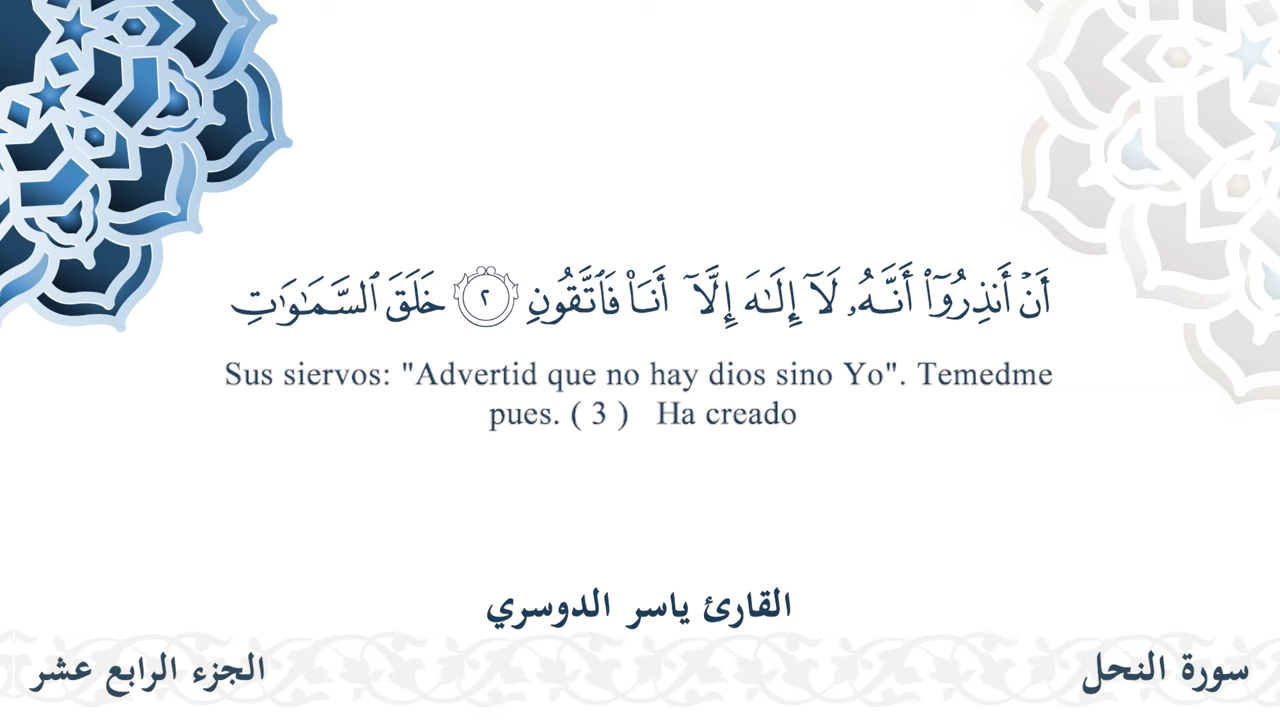 أَنْ أَنذِرُوٓا۟ أَنَّهُۥ لَآ إِلَـٰهَ إِلَّآ أَنَا۠ فَٱتَّقُونِ ٢ خَلَقَ ٱلسَّمَـٰوَٰتِ
Sus siervos: "Advertid que no hay dios sino Yo". Temedme
pues. ( 3 ) Ha creado
القارئ ياسر الدوسري
سورة النحل
الجزء الرابع عشر